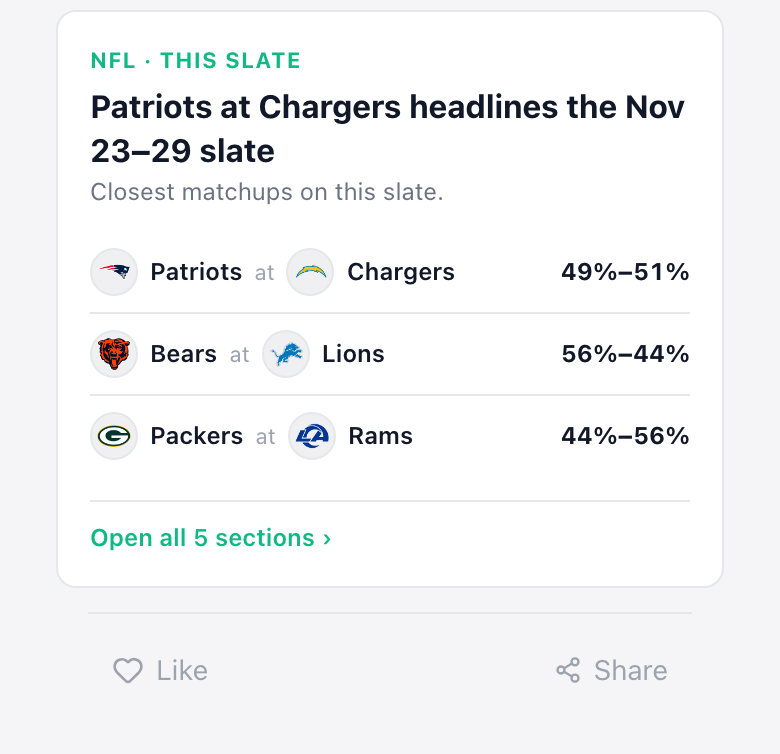 NFL · THIS SLATE
Patriots at Chargers headlines the Nov
23–29 slate
Closest matchups on this slate.
Patriots at Chargers 49%–51%
Bears at Lions 56%–44%
Packers at Rams 44%–56%
Open all 5 sections ›
Like Share